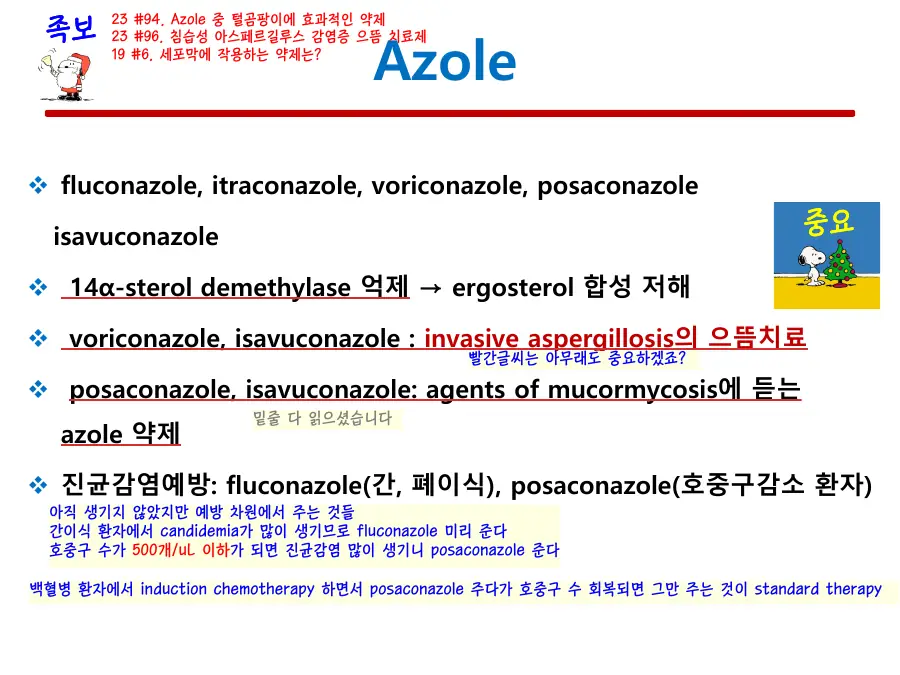 족보
23 #94. Azole 중 털곰팡이에 효과적인 약제
23 #96. 침습성 아스페르길루스 감염증 으뜸 치료제
19 #6. 세포막에 작용하는 약제는?
Azole
❖ fluconazole, itraconazole, voriconazole, posaconazole
isavuconazole
중요
❖ 14α-sterol demethylase 억제 → ergosterol 합성 저해
❖ voriconazole, isavuconazole : invasive aspergillosis의 으뜸치료
빨간글씨는 아무래도 중요하겠죠?
❖ posaconazole, isavuconazole: agents of mucormycosis에 듣는
azole 약제
밑줄 다 읽으셨습니다
❖ 진균감염예방: fluconazole(간, 폐이식), posaconazole(호중구감소 환자)
아직 생기지 않았지만 예방 차원에서 주는 것들
간이식 환자에서 candidemia가 많이 생기므로 fluconazole 미리 준다
호중구 수가 500개/uL 이하가 되면 진균감염 많이 생기니 posaconazole 준다
백혈병 환자에서 induction chemotherapy 하면서 posaconazole 주다가 호중구 수 회복되면 그만 주는 것이 standard therapy